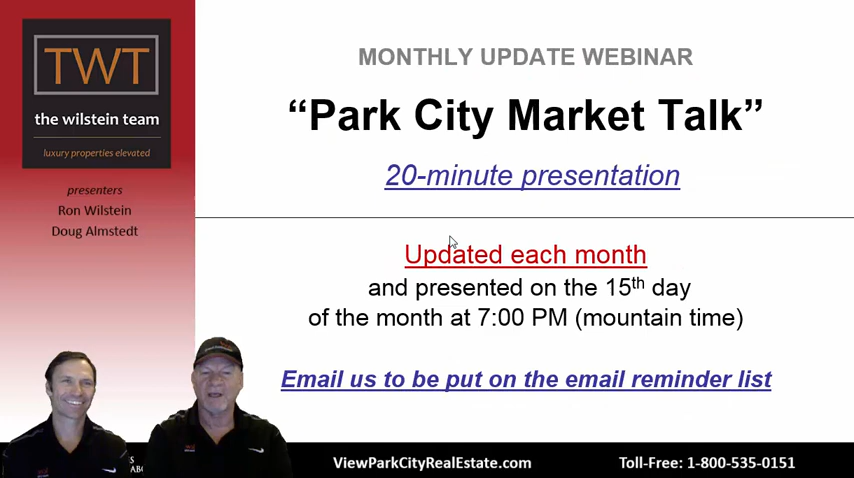 TWT
the wilstein team
luxury properties elevated
presenters
Ron Wilstein
Doug Almstedt
MONTHLY UPDATE WEBINAR
“Park City Market Talk”
20-minute presentation
Updated each month
and presented on the 15th day
of the month at 7:00 PM (mountain time)
Email us to be put on the email reminder list
ViewParkCityRealEstate.com
Toll-Free: 1-800-535-0151